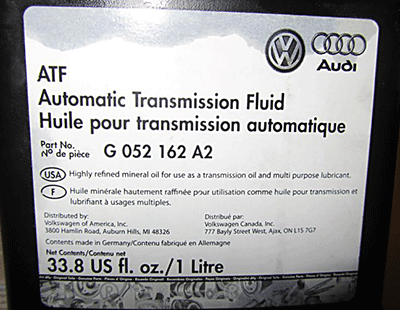 Audi
ATF
Automatic Transmission Fluid
Huile pour transmission automatique
Part No.
Nº de pièce G 052 162 A2
USA Highly refined mineral oil for use as a transmission oil and multi purpose lubricant.
F Huile minérale hautement raffinée pour utilisation comme huile pour transmission et
lubrifiant à usages multiples.
Distributed by:
Volkswagen of America, Inc.
3800 Hamlin Road, Auburn Hills, MI 48326
Distribué par:
Volkswagen Canada, Inc.
777 Bayly Street West, Ajax, ON L1S 7G7
Contents made in Germany/Contenu fabriqué en Allemagne
Net Contents/Contenu net
33.8 US fl. oz./1 Litre